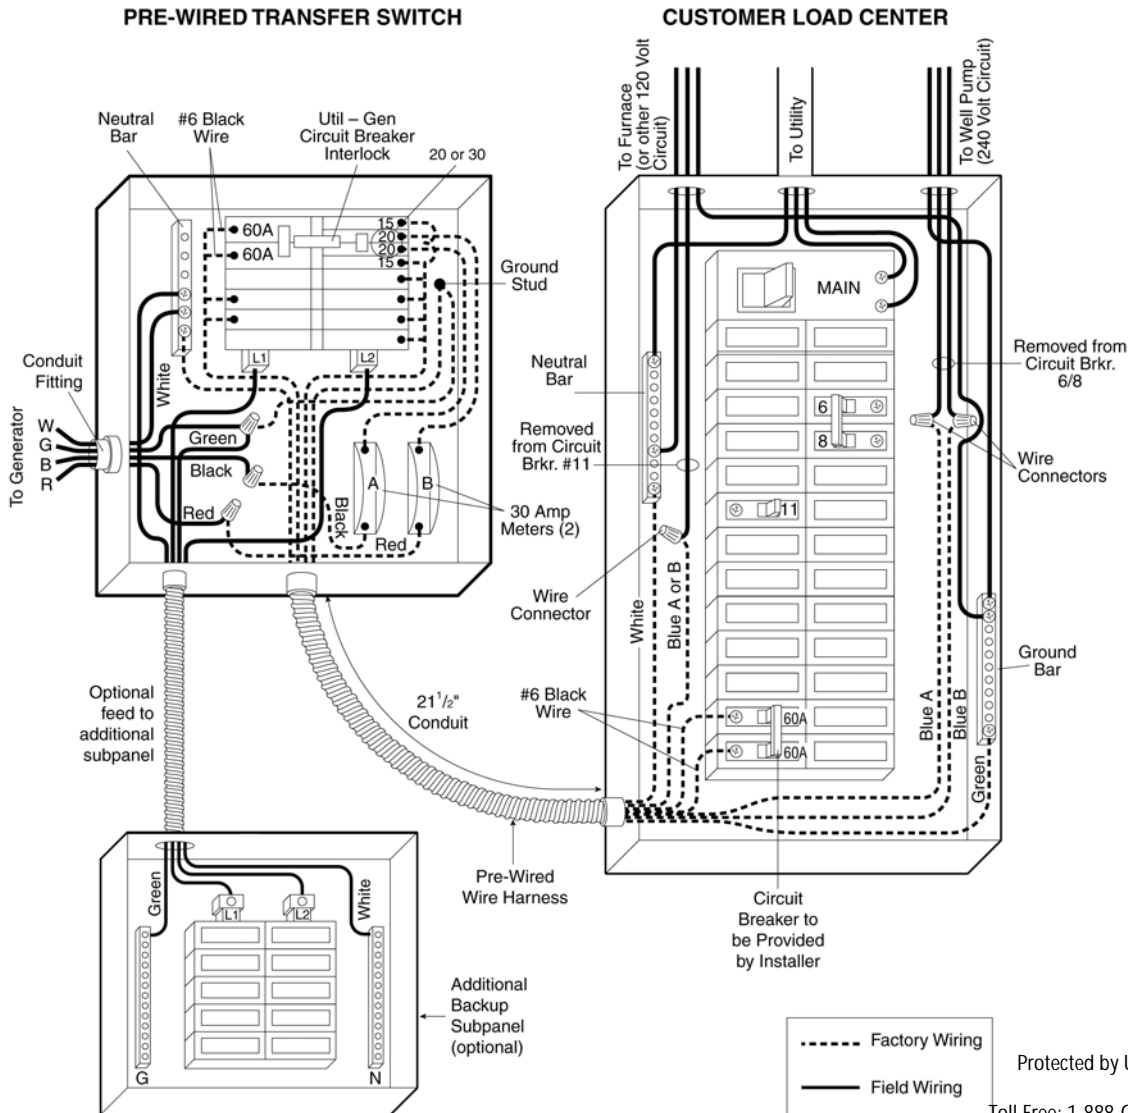 PRE-WIRED TRANSFER SWITCH
CUSTOMER LOAD CENTER
Neutral
Bar
#6 Black
Wire
Util – Gen
Circuit Breaker
Interlock
20 or 30
60A
60A
15
20
20
15
Ground
Stud
L1
L2
Conduit
Fitting
White
To Generator
W
G
B
R
Green
Black
Red
A
B
Black
Red
30 Amp
Meters (2)
To Furnace
(or other 120 Volt
Circuit)
To Utility
To Well Pump
(240 Volt Circuit)
MAIN
Neutral
Bar
Removed
from Circuit
Brkr. #11
6
8
11
Removed from
Circuit Brkr.
6/8
Wire
Connectors
Wire
Connector
White
Blue A or B
#6 Black
Wire
60A
60A
Blue A
Blue B
Green
Ground
Bar
Optional
feed to
additional
subpanel
21 1/2"
Conduit
Pre-Wired
Wire Harness
Circuit
Breaker to
be Provided
by Installer
Green
L1
L2
White
G
N
Additional
Backup
Subpanel
(optional)
Factory Wiring
Field Wiring
Protected by U
Toll Free: 1-888-G